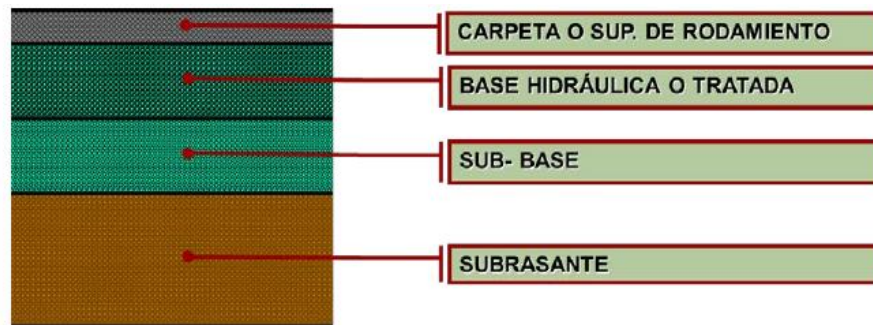 CARPETA O SUP. DE RODAMIENTO
BASE HIDRÁULICA O TRATADA
SUB- BASE
SUBRASANTE